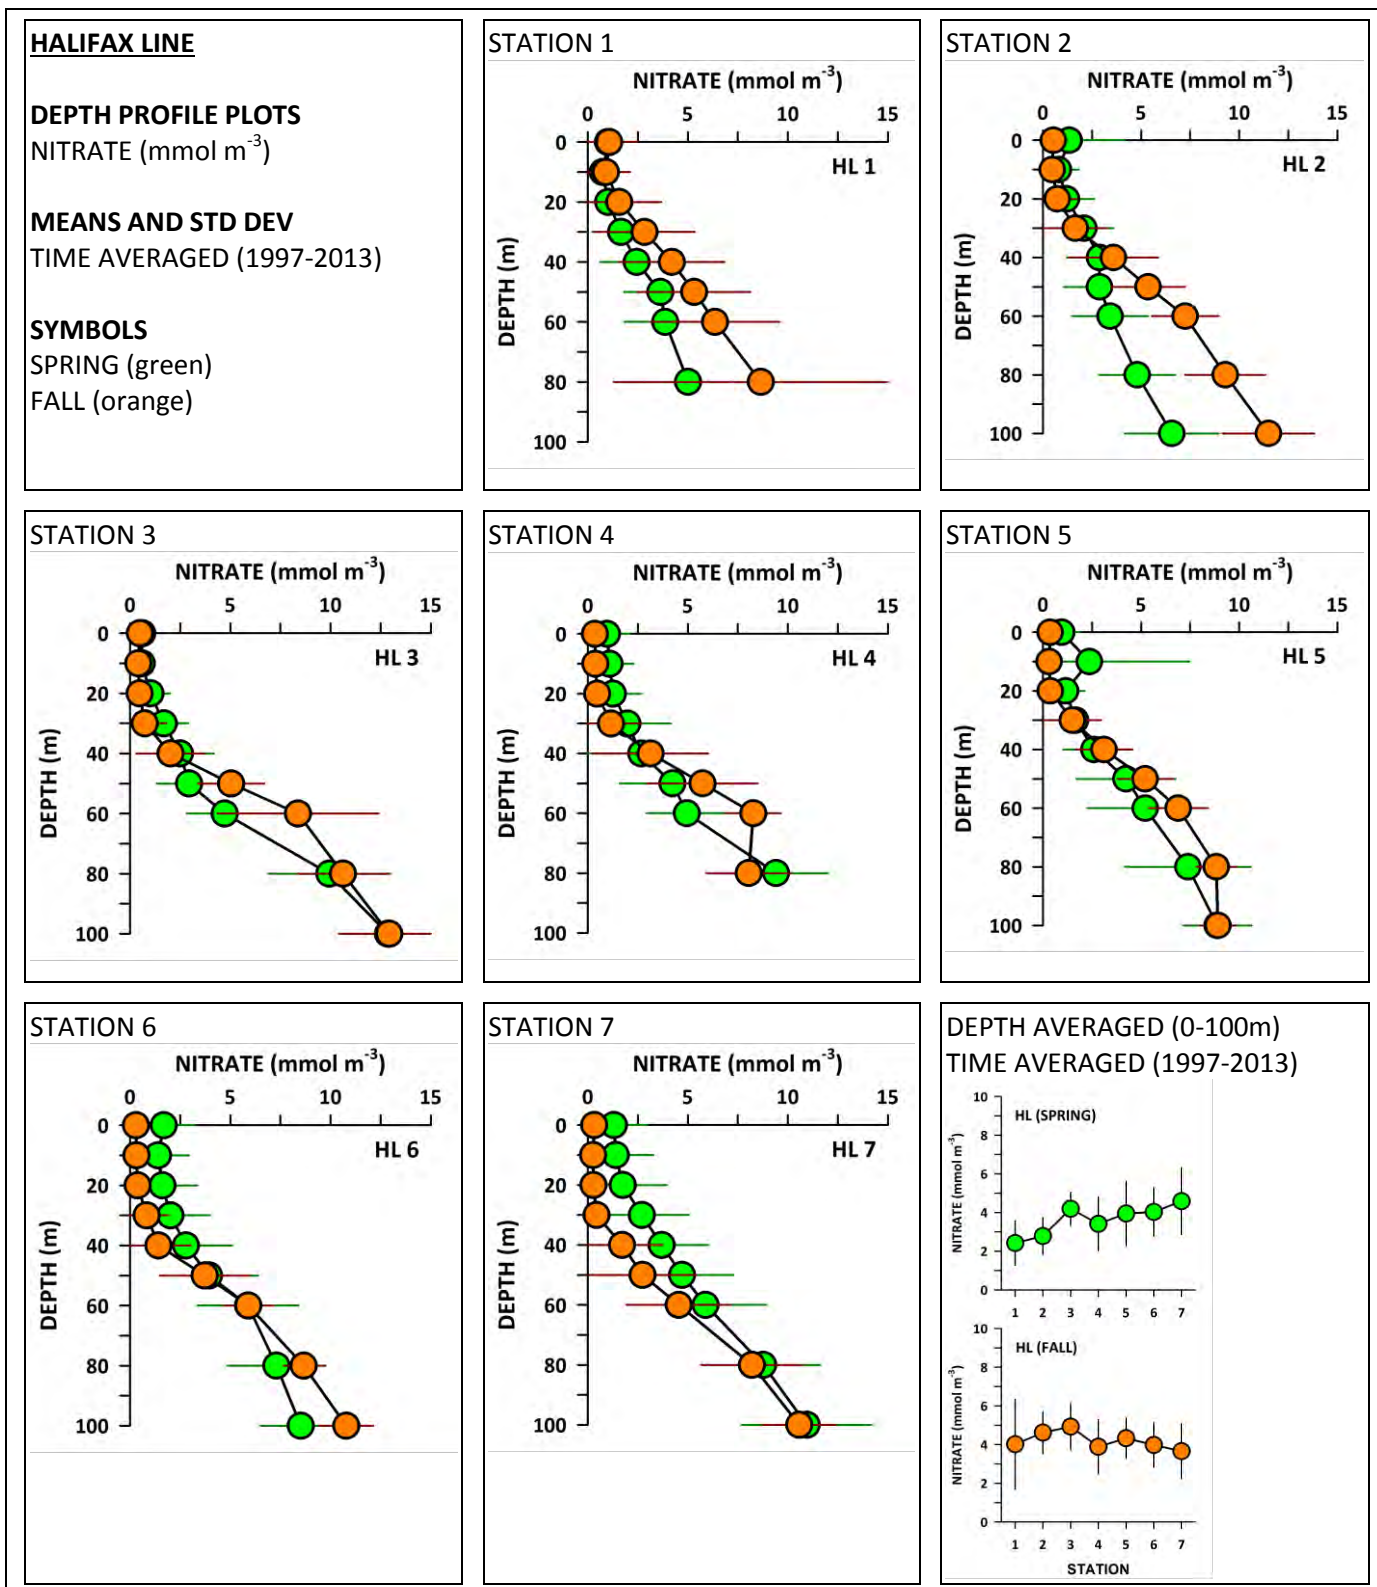 HALIFAX LINE
DEPTH PROFILE PLOTS
NITRATE (mmol m⁻³)
MEANS AND STD DEV
TIME AVERAGED (1997-2013)
SYMBOLS
SPRING (green)
FALL (orange)
STATION 1
NITRATE (mmol m⁻³)
0 5 10 15
HL 1
DEPTH (m)
0
20
40
60
80
100
STATION 2
NITRATE (mmol m⁻³)
0 5 10 15
HL 2
DEPTH (m)
0
20
40
60
80
100
STATION 3
NITRATE (mmol m⁻³)
0 5 10 15
HL 3
DEPTH (m)
0
20
40
60
80
100
STATION 4
NITRATE (mmol m⁻³)
0 5 10 15
HL 4
DEPTH (m)
0
20
40
60
80
100
STATION 5
NITRATE (mmol m⁻³)
0 5 10 15
HL 5
DEPTH (m)
0
20
40
60
80
100
STATION 6
NITRATE (mmol m⁻³)
0 5 10 15
HL 6
DEPTH (m)
0
20
40
60
80
100
STATION 7
NITRATE (mmol m⁻³)
0 5 10 15
HL 7
DEPTH (m)
0
20
40
60
80
100
DEPTH AVERAGED (0-100m)
TIME AVERAGED (1997-2013)
HL (SPRING)
NITRATE (mmol m⁻³)
10
8
6
4
2
0
1 2 3 4 5 6 7
HL (FALL)
NITRATE (mmol m⁻³)
10
8
6
4
2
0
1 2 3 4 5 6 7
STATION